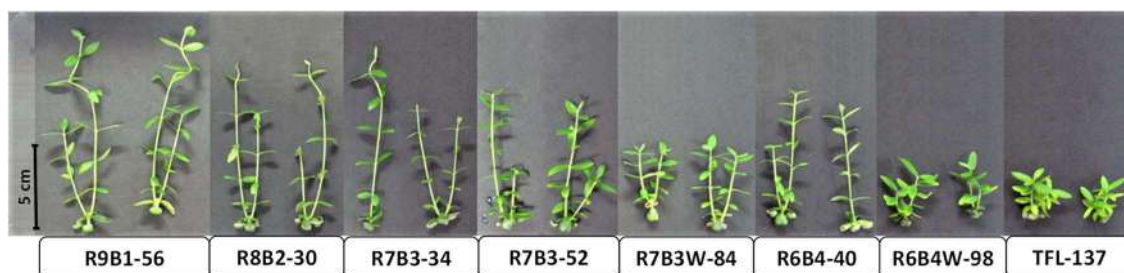 5 cm
R9B1-56
R8B2-30
R7B3-34
R7B3-52
R7B3W-84
R6B4-40
R6B4W-98
TFL-137